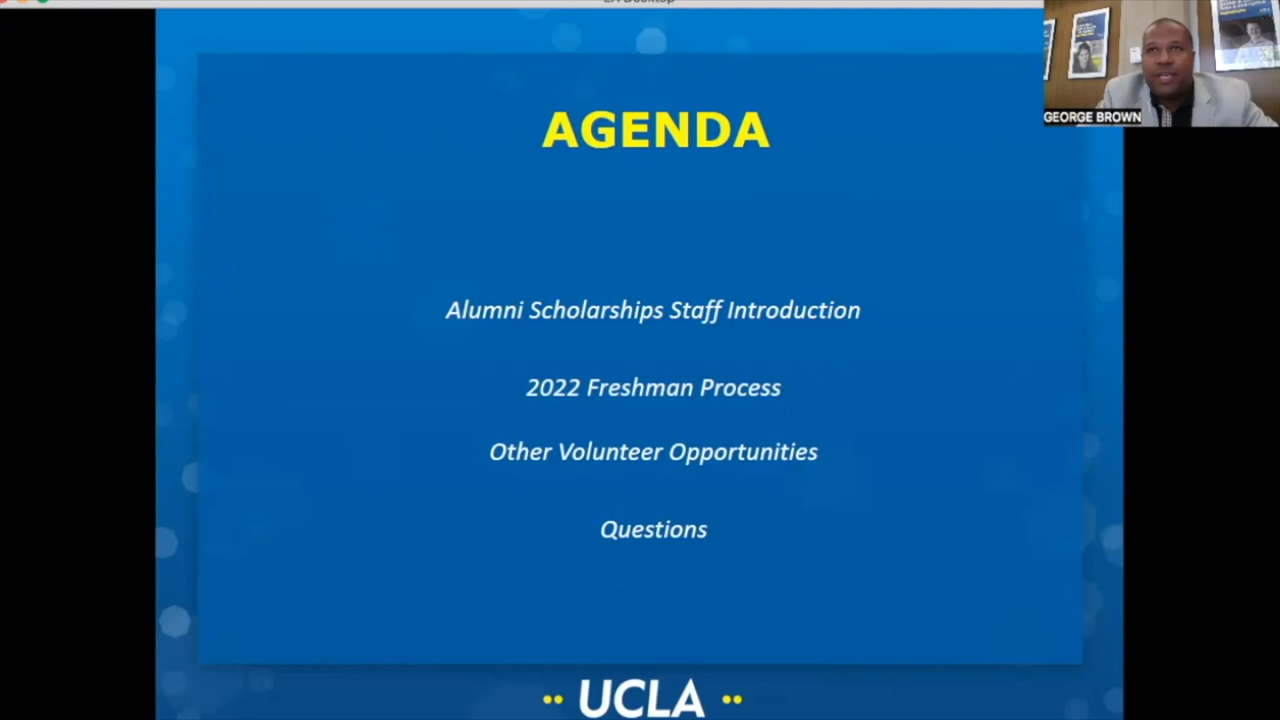 GEORGE BROWN
AGENDA
Alumni Scholarships Staff Introduction
2022 Freshman Process
Other Volunteer Opportunities
Questions
UCLA